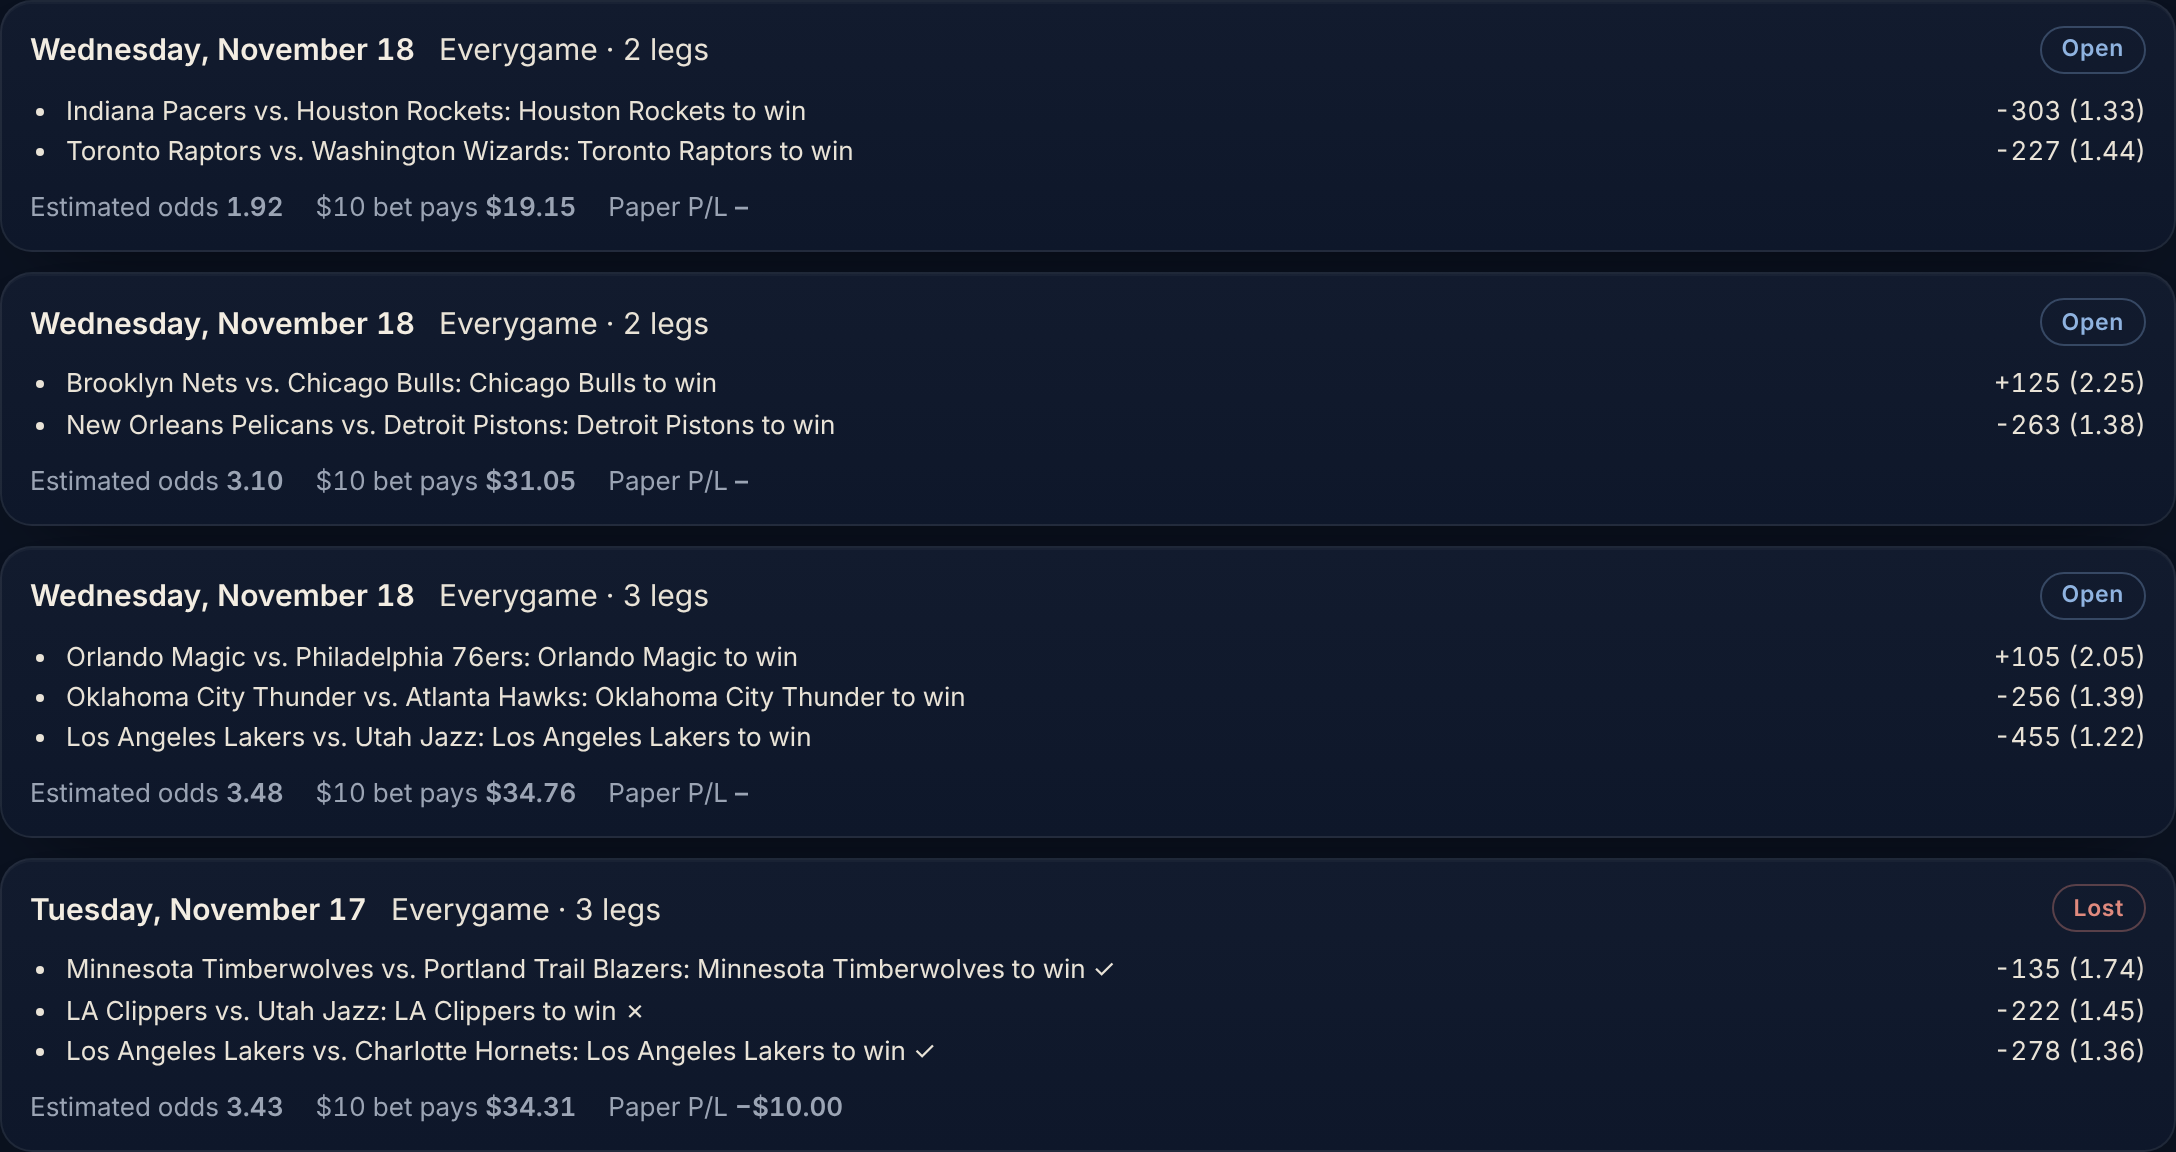 Wednesday, November 18 Everygame · 2 legs Open
• Indiana Pacers vs. Houston Rockets: Houston Rockets to win -303 (1.33)
• Toronto Raptors vs. Washington Wizards: Toronto Raptors to win -227 (1.44)
Estimated odds 1.92 $10 bet pays $19.15 Paper P/L –
Wednesday, November 18 Everygame · 2 legs Open
• Brooklyn Nets vs. Chicago Bulls: Chicago Bulls to win +125 (2.25)
• New Orleans Pelicans vs. Detroit Pistons: Detroit Pistons to win -263 (1.38)
Estimated odds 3.10 $10 bet pays $31.05 Paper P/L –
Wednesday, November 18 Everygame · 3 legs Open
• Orlando Magic vs. Philadelphia 76ers: Orlando Magic to win +105 (2.05)
• Oklahoma City Thunder vs. Atlanta Hawks: Oklahoma City Thunder to win -256 (1.39)
• Los Angeles Lakers vs. Utah Jazz: Los Angeles Lakers to win -455 (1.22)
Estimated odds 3.48 $10 bet pays $34.76 Paper P/L –
Tuesday, November 17 Everygame · 3 legs Lost
• Minnesota Timberwolves vs. Portland Trail Blazers: Minnesota Timberwolves to win ✓ -135 (1.74)
• LA Clippers vs. Utah Jazz: LA Clippers to win × -222 (1.45)
• Los Angeles Lakers vs. Charlotte Hornets: Los Angeles Lakers to win ✓ -278 (1.36)
Estimated odds 3.43 $10 bet pays $34.31 Paper P/L −$10.00